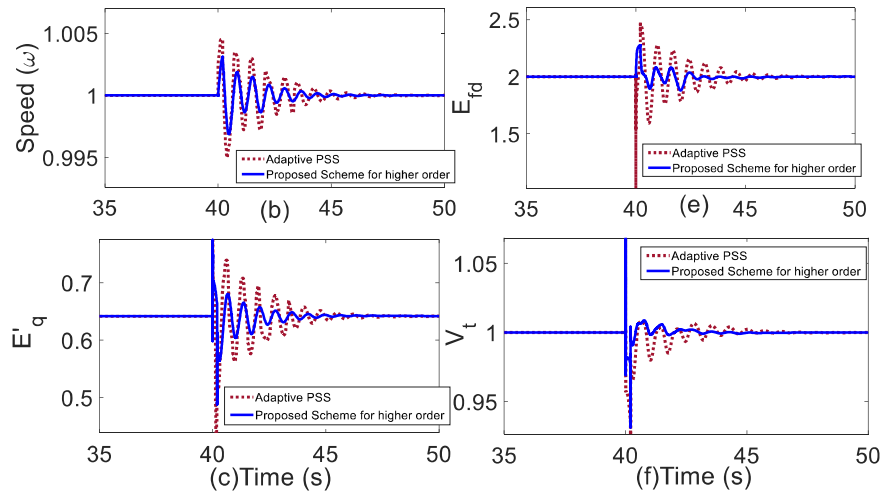 1.005
1
0.995
Speed (ω)
Adaptive PSS
Proposed Scheme for higher order
35
40
45
50
(b)
2.5
2
1.5
E_fd
Adaptive PSS
Proposed Scheme for higher order
35
40
45
50
(e)
0.7
0.6
0.5
E'_q
Adaptive PSS
Proposed Scheme for higher order
35
40
45
50
(c)Time (s)
1.05
1
0.95
V_t
Adaptive PSS
Proposed Scheme for higher order
35
40
45
50
(f)Time (s)